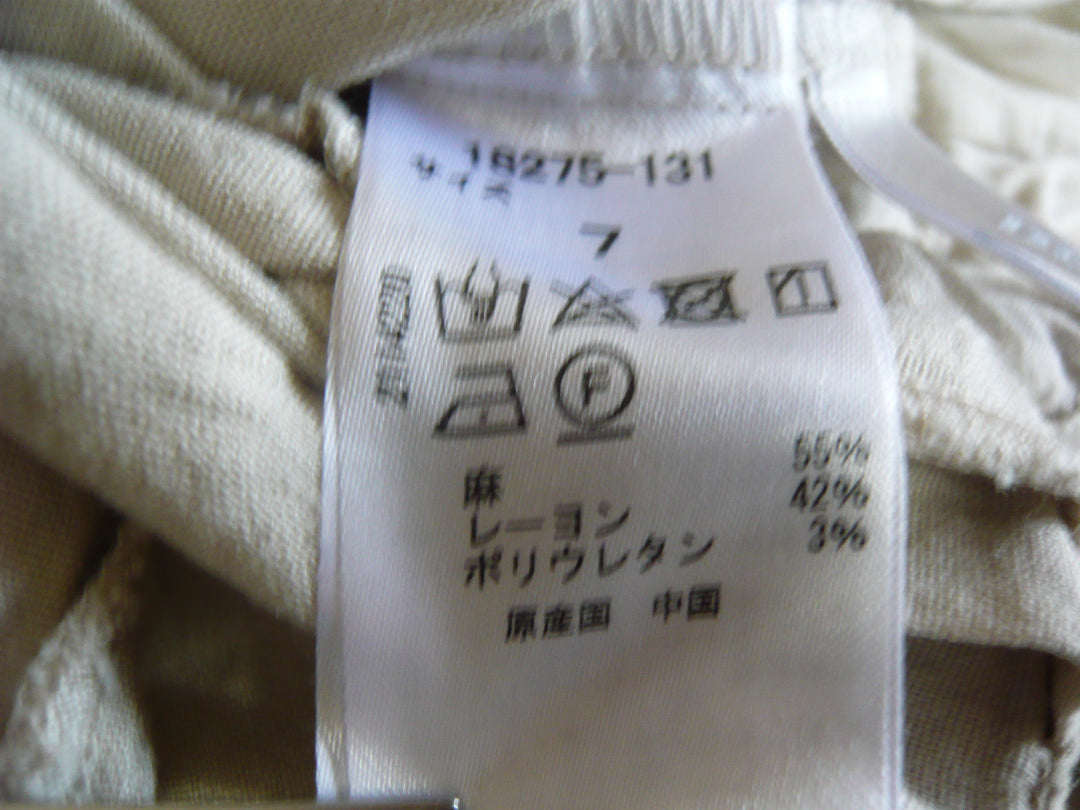 18275-131
サイズ
7
F
麻 55%
レーヨン 42%
ポリウレタン 3%
原産国 中国